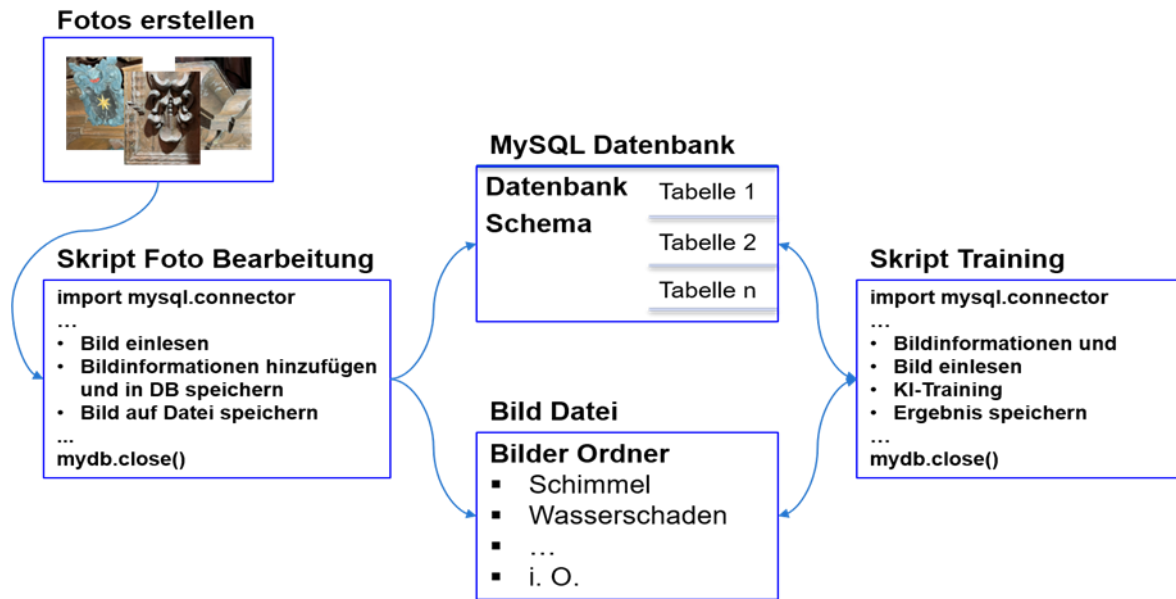 Fotos erstellen
Skript Foto Bearbeitung
import mysql.connector
…
• Bild einlesen
• Bildinformationen hinzufügen
und in DB speichern
• Bild auf Datei speichern
...
mydb.close()
MySQL Datenbank
Datenbank
Schema
Tabelle 1
Tabelle 2
Tabelle n
Bild Datei
Bilder Ordner
▪ Schimmel
▪ Wasserschaden
▪ …
▪ i. O.
Skript Training
import mysql.connector
…
• Bildinformationen und
• Bild einlesen
• KI-Training
• Ergebnis speichern
…
mydb.close()